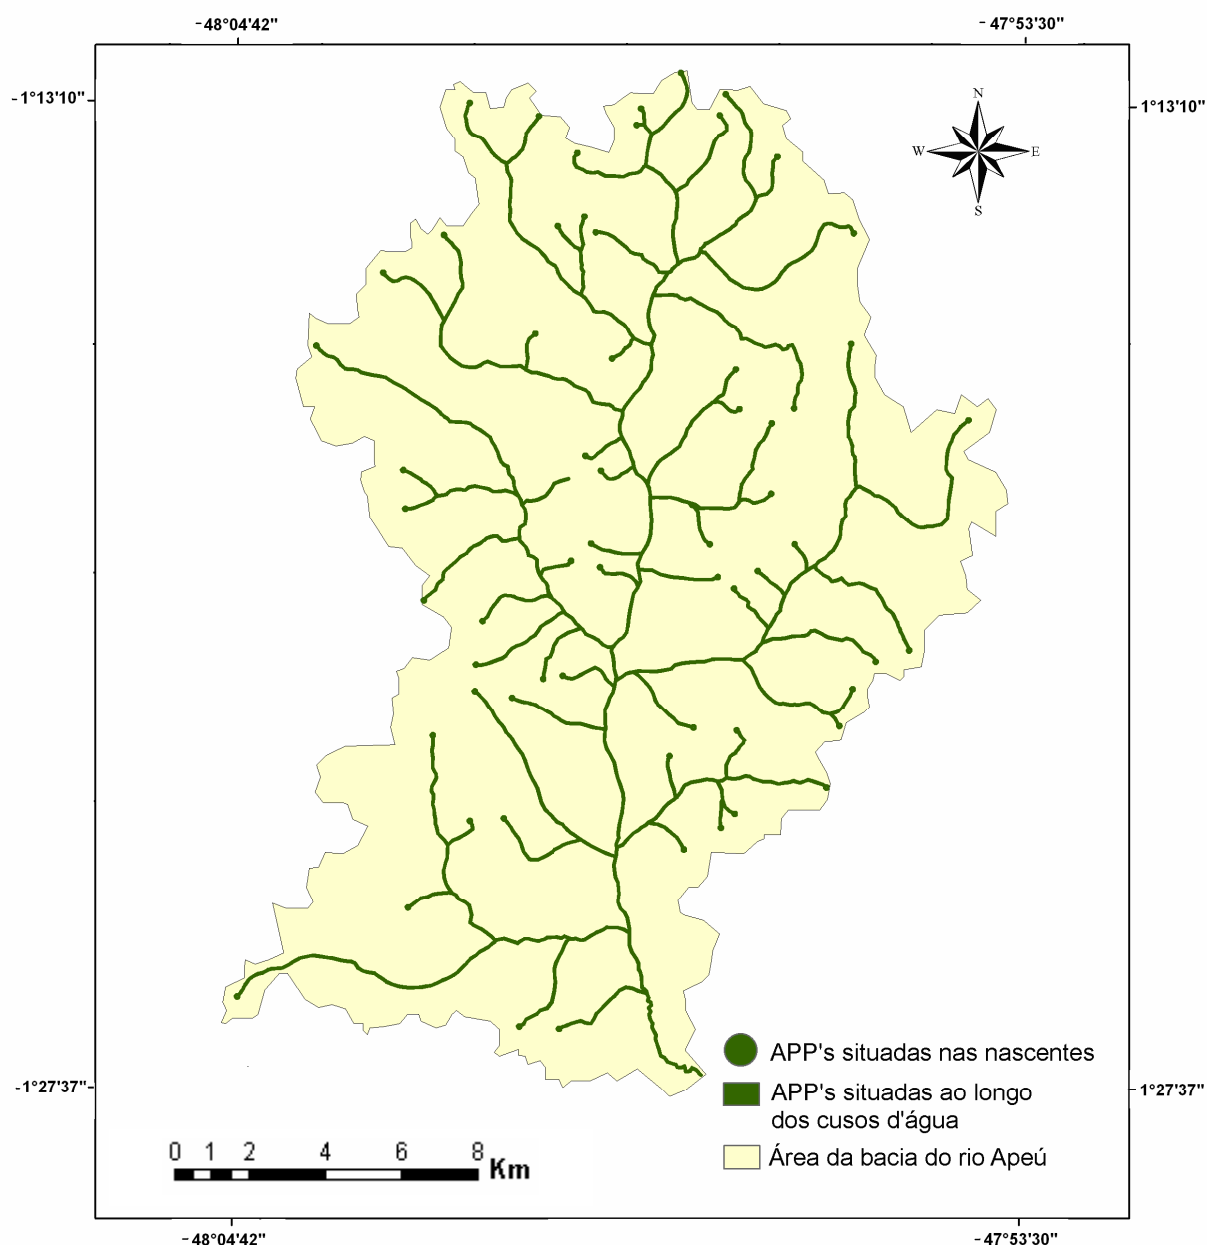 -48°04'42"
-47°53'30"
-1°13'10"
1°13'10"
N
W
E
S
APP's situadas nas nascentes
APP's situadas ao longo
dos cusos d'água
Área da bacia do rio Apeú
-1°27'37"
1°27'37"
0 1 2 4 6 8 Km
-48°04'42"
-47°53'30"